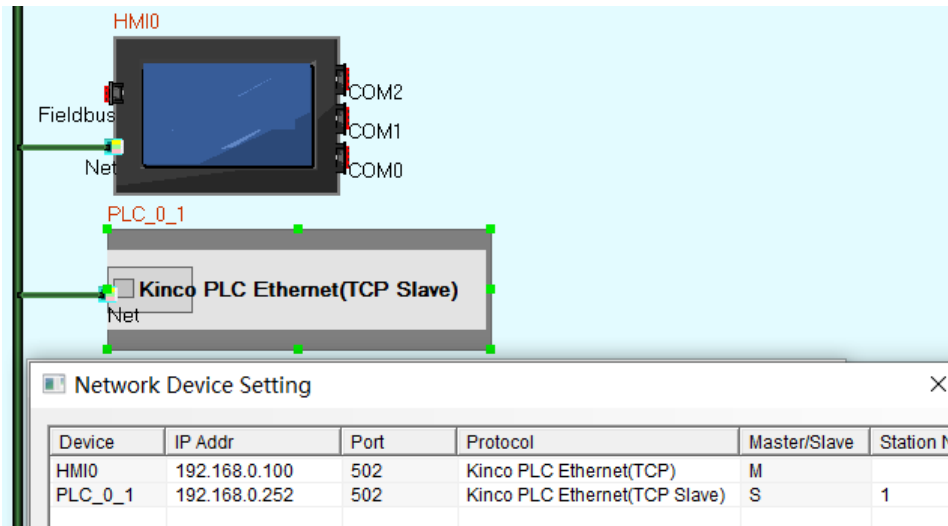 HMI0
COM2
Fieldbus
COM1
Net
COM0
PLC_0_1
Kinco PLC Ethernet(TCP Slave)
Net
Network Device Setting
Device IP Addr Port Protocol Master/Slave Station N
HMI0 192.168.0.100 502 Kinco PLC Ethernet(TCP) M
PLC_0_1 192.168.0.252 502 Kinco PLC Ethernet(TCP Slave) S 1